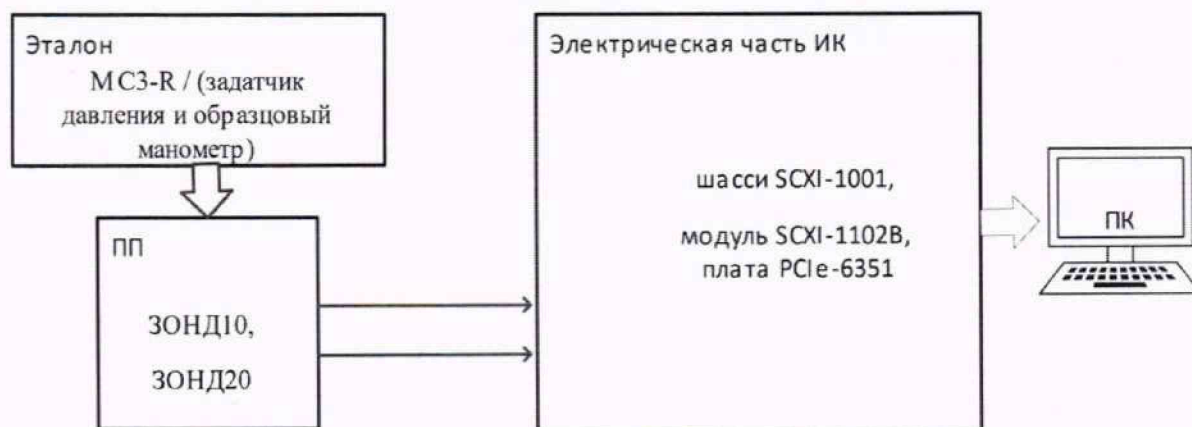 Эталон
МС3-R / (задатчик
давления и образцовый
манометр)
ПП
ЗОНД10,
ЗОНД20
Электрическая часть ИК
шасси SCXI-1001,
модуль SCXI-1102B,
плата PCIe-6351
ПК